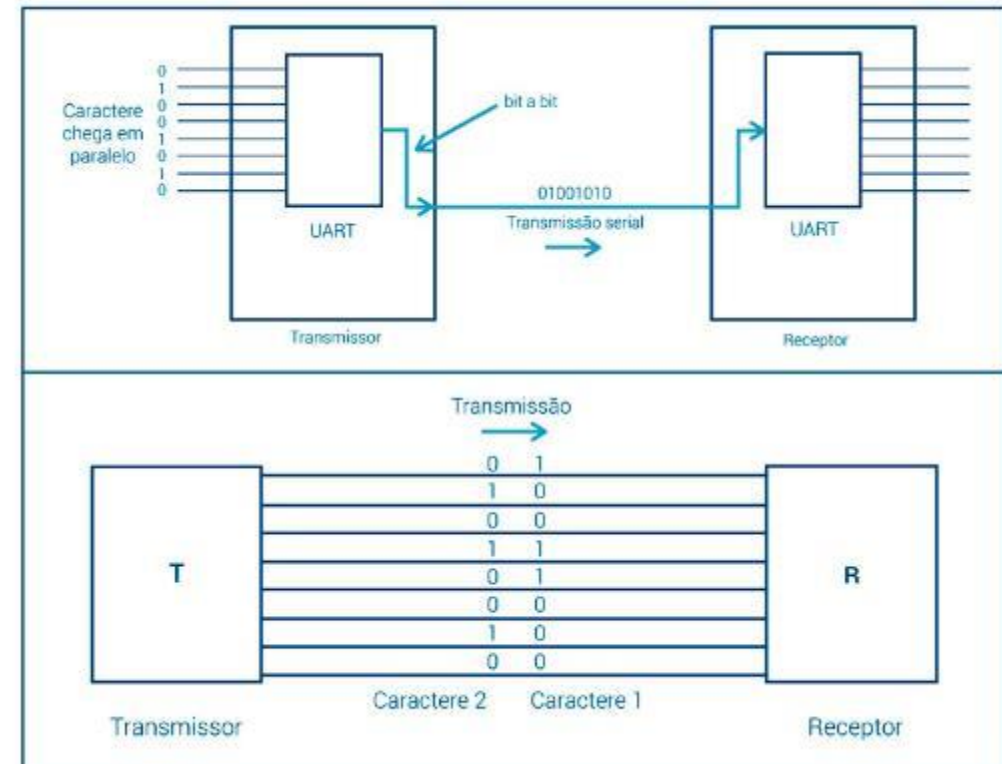 Caractere
chega em
paralelo
0
1
0
0
1
0
1
0
bit a bit
01001010
Transmissão serial
UART
UART
Transmissor
Receptor
Transmissão
0 1
1 0
0 0
1 1
0 1
0 0
1 0
0 0
T
R
Caractere 2 Caractere 1
Transmissor
Receptor